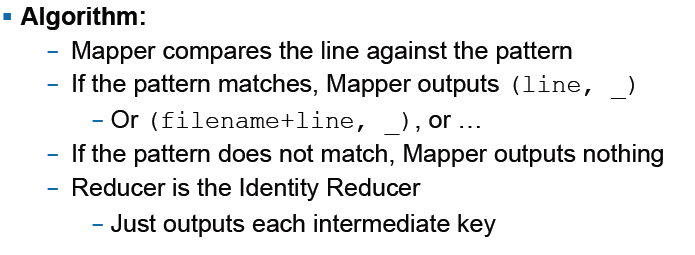 ▪ Algorithm:
– Mapper compares the line against the pattern
– If the pattern matches, Mapper outputs (line, _)
– Or (filename+line, _), or …
– If the pattern does not match, Mapper outputs nothing
– Reducer is the Identity Reducer
– Just outputs each intermediate key